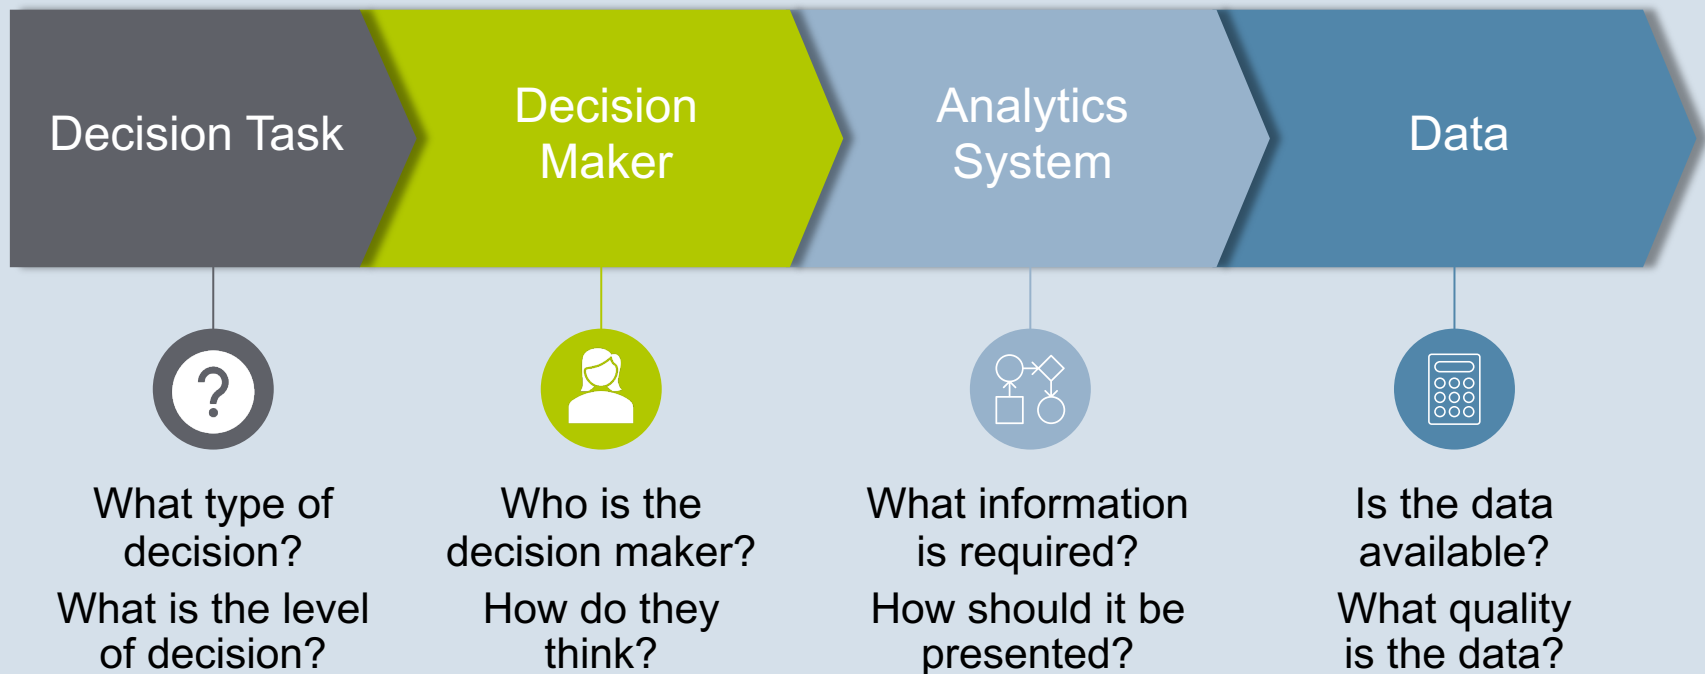 Decision Task
Decision
Maker
Analytics
System
Data
?
What type of
decision?
What is the level
of decision?
Who is the
decision maker?
How do they
think?
What information
is required?
How should it be
presented?
Is the data
available?
What quality
is the data?